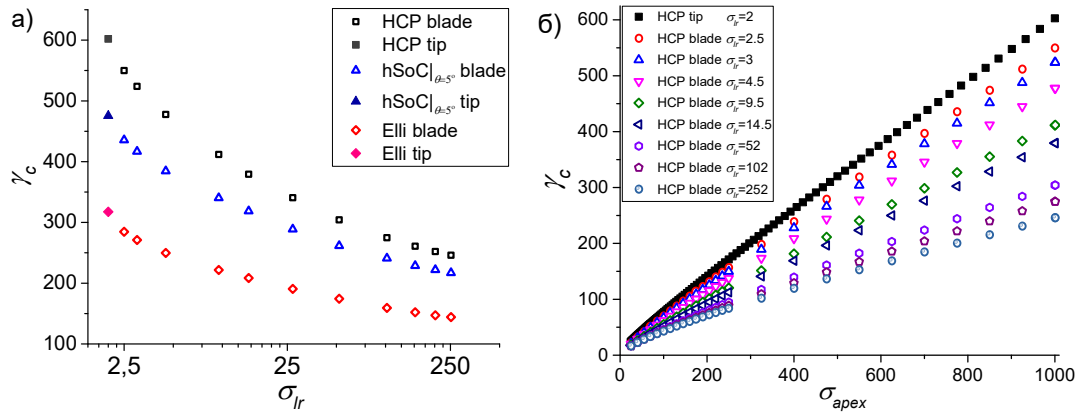 а)
600
500
400
300
200
100
γc
2,5
25
250
σlr
HCP blade
HCP tip
hSoC|θ=5° blade
hSoC|θ=5° tip
Elli blade
Elli tip
б)
600
500
400
300
200
100
0
γc
0
200
400
600
800
1000
σapex
HCP tip σlr=2
HCP blade σlr=2.5
HCP blade σlr=3
HCP blade σlr=4.5
HCP blade σlr=9.5
HCP blade σlr=14.5
HCP blade σlr=52
HCP blade σlr=102
HCP blade σlr=252